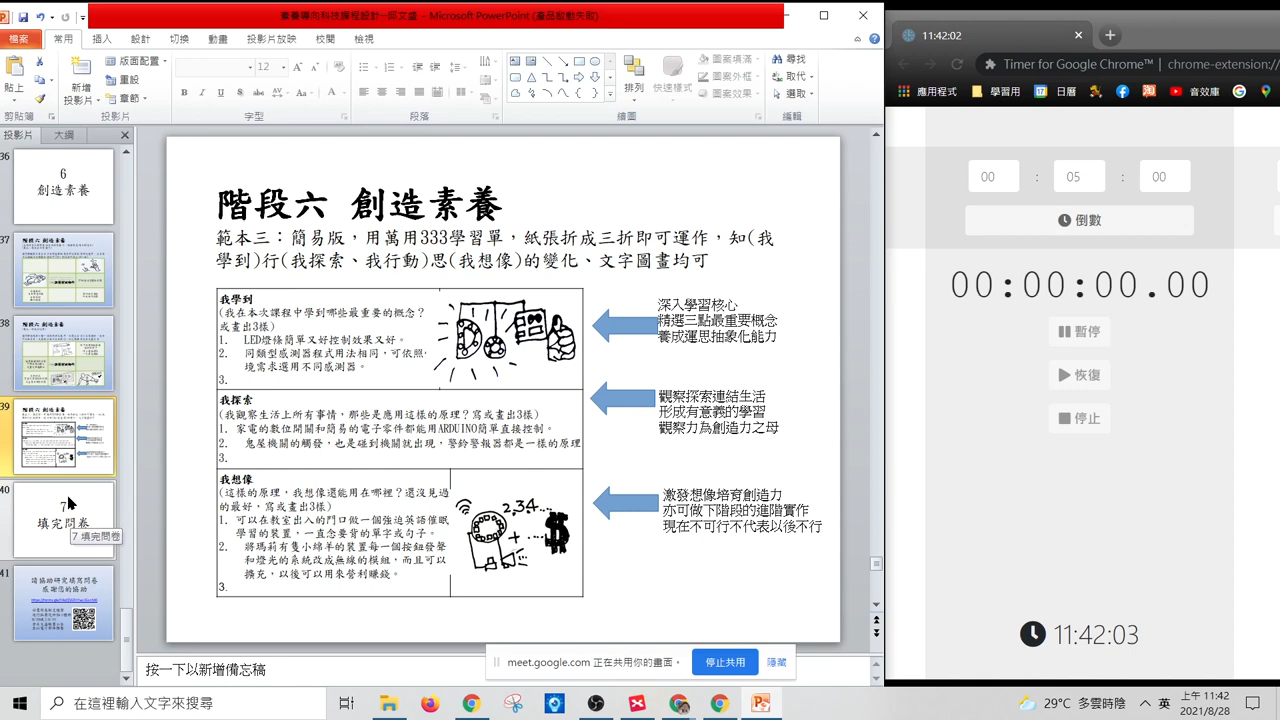 素養導向科技課程設計-邱文盛 - Microsoft PowerPoint (產品啟動失敗)
檔案 常用 插入 設計 切換 動畫 投影片放映 校閱 檢視
貼上
新增
投影片
版面配置
重設
章節
12
排列 快速樣式
圖案填滿
圖案外框
圖案效果
尋找
取代
選取
剪貼簿 投影片 字型 段落 繪圖 編輯
投影片 大綱
36
6
創造素養
37
38
39
40
7
填完問卷
7 填完問卷
41
請協助研究填寫問卷
感謝您的協助
階段六 創造素養
範本三：簡易版，用萬用333學習單，紙張折成三折即可運作，知(我
學到)行(我探索、我行動)思(我想像)的變化、文字圖畫均可
我學到
(我在本次課程中學到哪些最重要的概念？
或畫出3樣)
1. LED燈條簡單又好控制效果又好。
2. 同類型感測器程式用法相同，可依照
境需求選用不同感測器。
3.
我探索
(我觀察生活上所有事情，那些是應用這樣的原理？寫或畫出3樣)
1. 家電的數位開關和簡易的電子零件都能用ARDUINO簡單直接控制。
2. 鬼屋機關的觸發，也是碰到機關就出現，警鈴警報器都是一樣的原理
3.
我想像
(這樣的原理，我想像還能用在哪裡？還沒見過
的最好，寫或畫出3樣)
1. 可以在教室出入的門口做一個強迫英語催眠
學習的裝置，一直念要背的單字或句子。
2. 將瑪莉有隻小綿羊的裝置每一個按鈕發聲
和燈光的系統改成無線的模組，而且可以
擴充，以後可以用來營利賺錢。
3.
2,34...
+ ...$
深入學習核心
精選三點最重要概念
養成運思抽象化能力
觀察探索連結生活
形成有意義的學習
觀察力為創造力之母
激發想像培育創造力
亦可做下階段的進階實作
現在不可行不代表以後不行
按一下以新增備忘稿
meet.google.com 正在共用你的畫面。 停止共用 隱藏
11:42:02
Timer for Google Chrome™ | chrome-extension://
應用程式 學習用 日曆 音效庫
00 : 05 : 00
倒數
00:00:00.00
暫停
恢復
停止
11:42:03
在這裡輸入文字來搜尋
29°C 多雲時陰 英
上午 11:42
2021/8/28